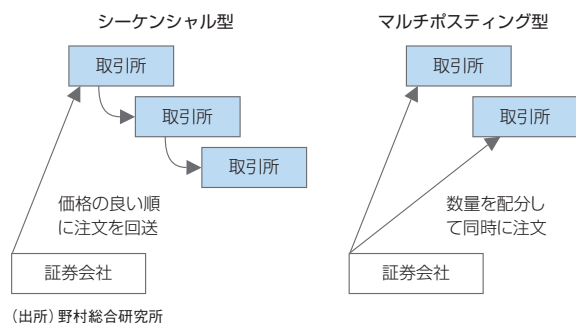 シーケンシャル型
取引所
取引所
取引所
価格の良い順
に注文を回送
証券会社
マルチポスティング型
取引所
取引所
数量を配分し
て同時に注文
証券会社
（出所）野村総合研究所